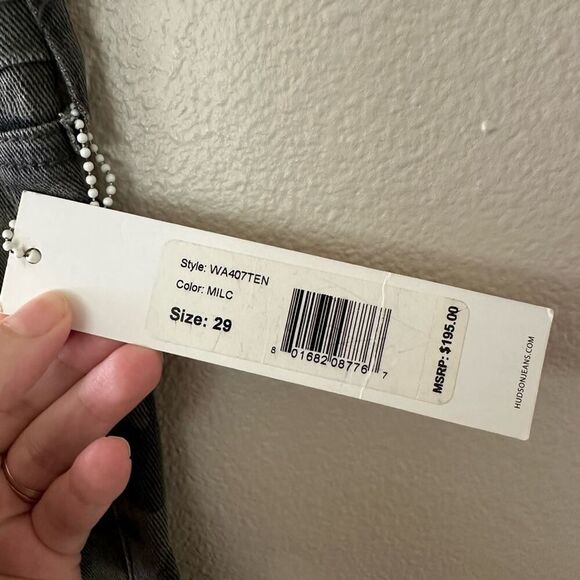 Style: WA407TEN
Color: MILC
Size: 29
8 01682 08776 7
MSRP: $195.00
HUDSONJEANS.COM